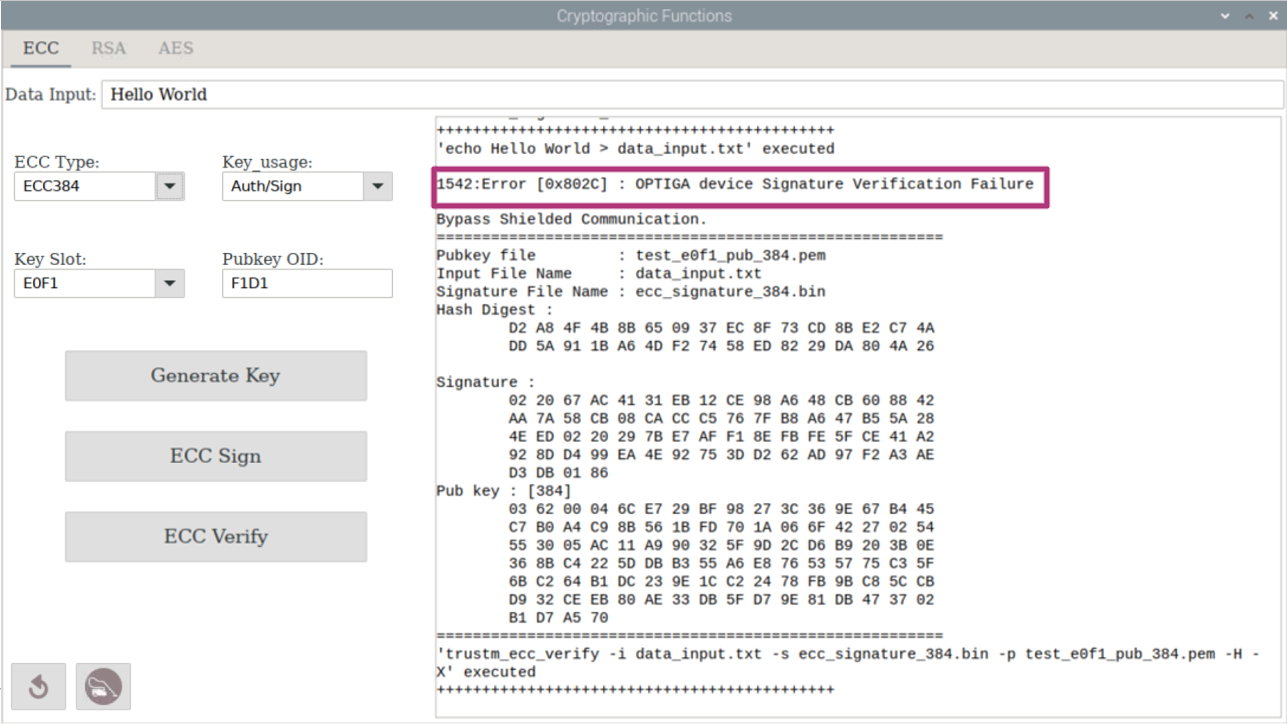 Cryptographic Functions
ECC RSA AES
Data Input: Hello World
ECC Type: Key_usage:
ECC384 Auth/Sign
Key Slot: Pubkey OID:
E0F1 F1D1
Generate Key
ECC Sign
ECC Verify
++++++++++++++++++++++++++++++++++++++++++++
'echo Hello World > data_input.txt' executed
1542:Error [0x802C] : OPTIGA device Signature Verification Failure
Bypass Shielded Communication.
========================================================
Pubkey file : test_e0f1_pub_384.pem
Input File Name : data_input.txt
Signature File Name : ecc_signature_384.bin
Hash Digest :
D2 A8 4F 4B 8B 65 09 37 EC 8F 73 CD 8B E2 C7 4A
DD 5A 91 1B A6 4D F2 74 58 ED 82 29 DA 80 4A 26
Signature :
02 20 67 AC 41 31 EB 12 CE 98 A6 48 CB 60 88 42
AA 7A 58 CB 08 CA CC C5 76 7F B8 A6 47 B5 5A 28
4E ED 02 20 29 7B E7 AF F1 8E FB FE 5F CE 41 A2
92 8D D4 99 EA 4E 92 75 3D D2 62 AD 97 F2 A3 AE
D3 DB 01 86
Pub key : [384]
03 62 00 04 6C E7 29 BF 98 27 3C 36 9E 67 B4 45
C7 B0 A4 C9 8B 56 1B FD 70 1A 06 6F 42 27 02 54
55 30 05 AC 11 A9 90 32 5F 9D 2C D6 B9 20 3B 0E
36 8B C4 22 5D DB B3 55 A6 E8 76 53 57 75 C3 5F
6B C2 64 B1 DC 23 9E 1C C2 24 78 FB 9B C8 5C CB
D9 32 CE EB 80 AE 33 DB 5F D7 9E 81 DB 47 37 02
B1 D7 A5 70
========================================================
'trustm_ecc_verify -i data_input.txt -s ecc_signature_384.bin -p test_e0f1_pub_384.pem -H -
X' executed
++++++++++++++++++++++++++++++++++++++++++++